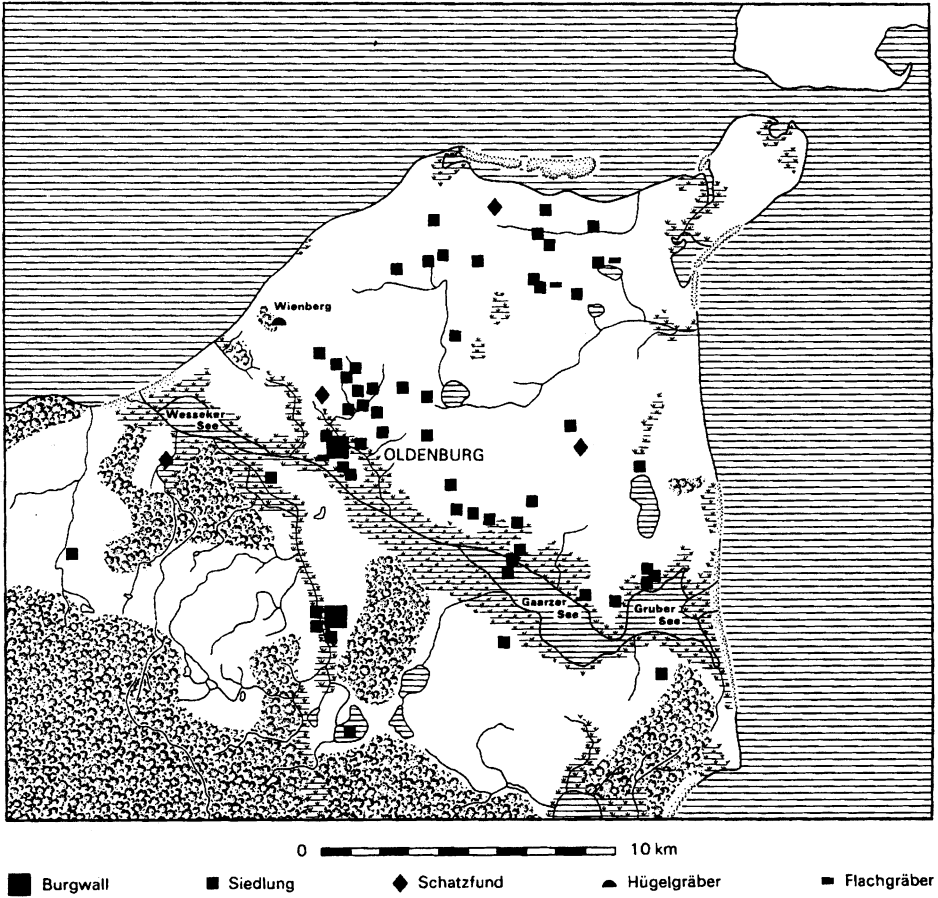 Wienberg
Wesseker
See
OLDENBURG
Gaarzer
See
Gruber
See
0 10 km
Burgwall Siedlung Schatzfund Hügelgräber Flachgräber